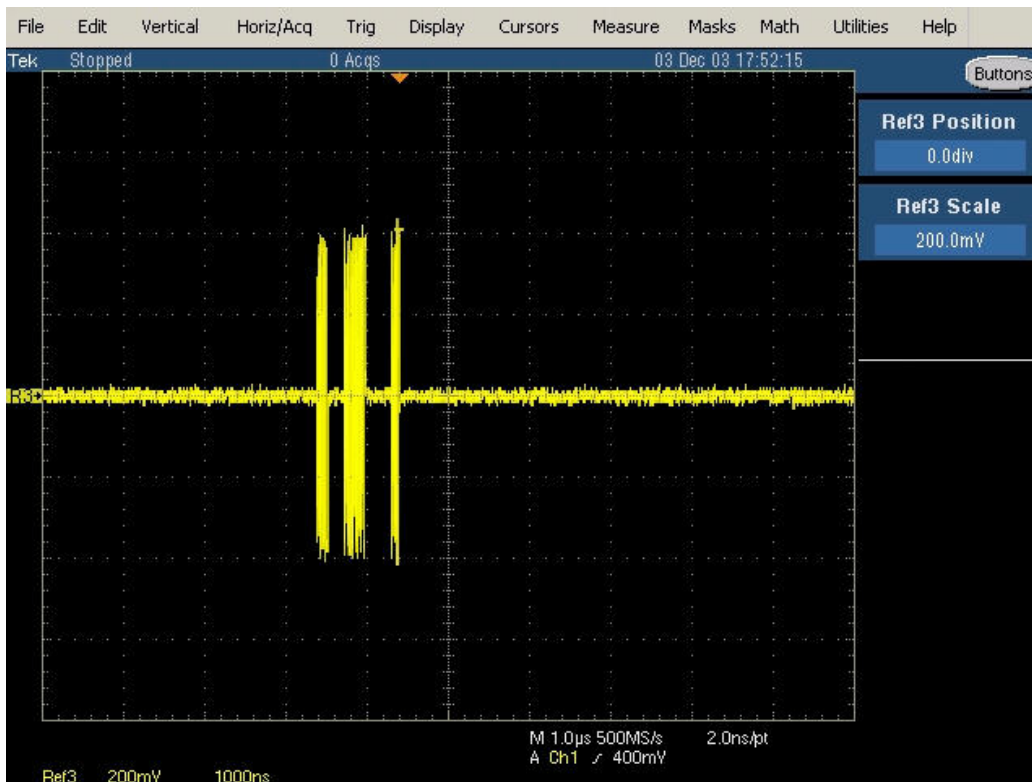 File Edit Vertical Horiz/Acq Trig Display Cursors Measure Masks Math Utilities Help
Tek Stopped 0 Acqs 03 Dec 03 17:52:15
Buttons
Ref3 Position
0.0div
Ref3 Scale
200.0mV
R3
M 1.0µs 500MS/s 2.0ns/pt
A Ch1 ⁄ 400mV
Ref3 200mV 1000ns